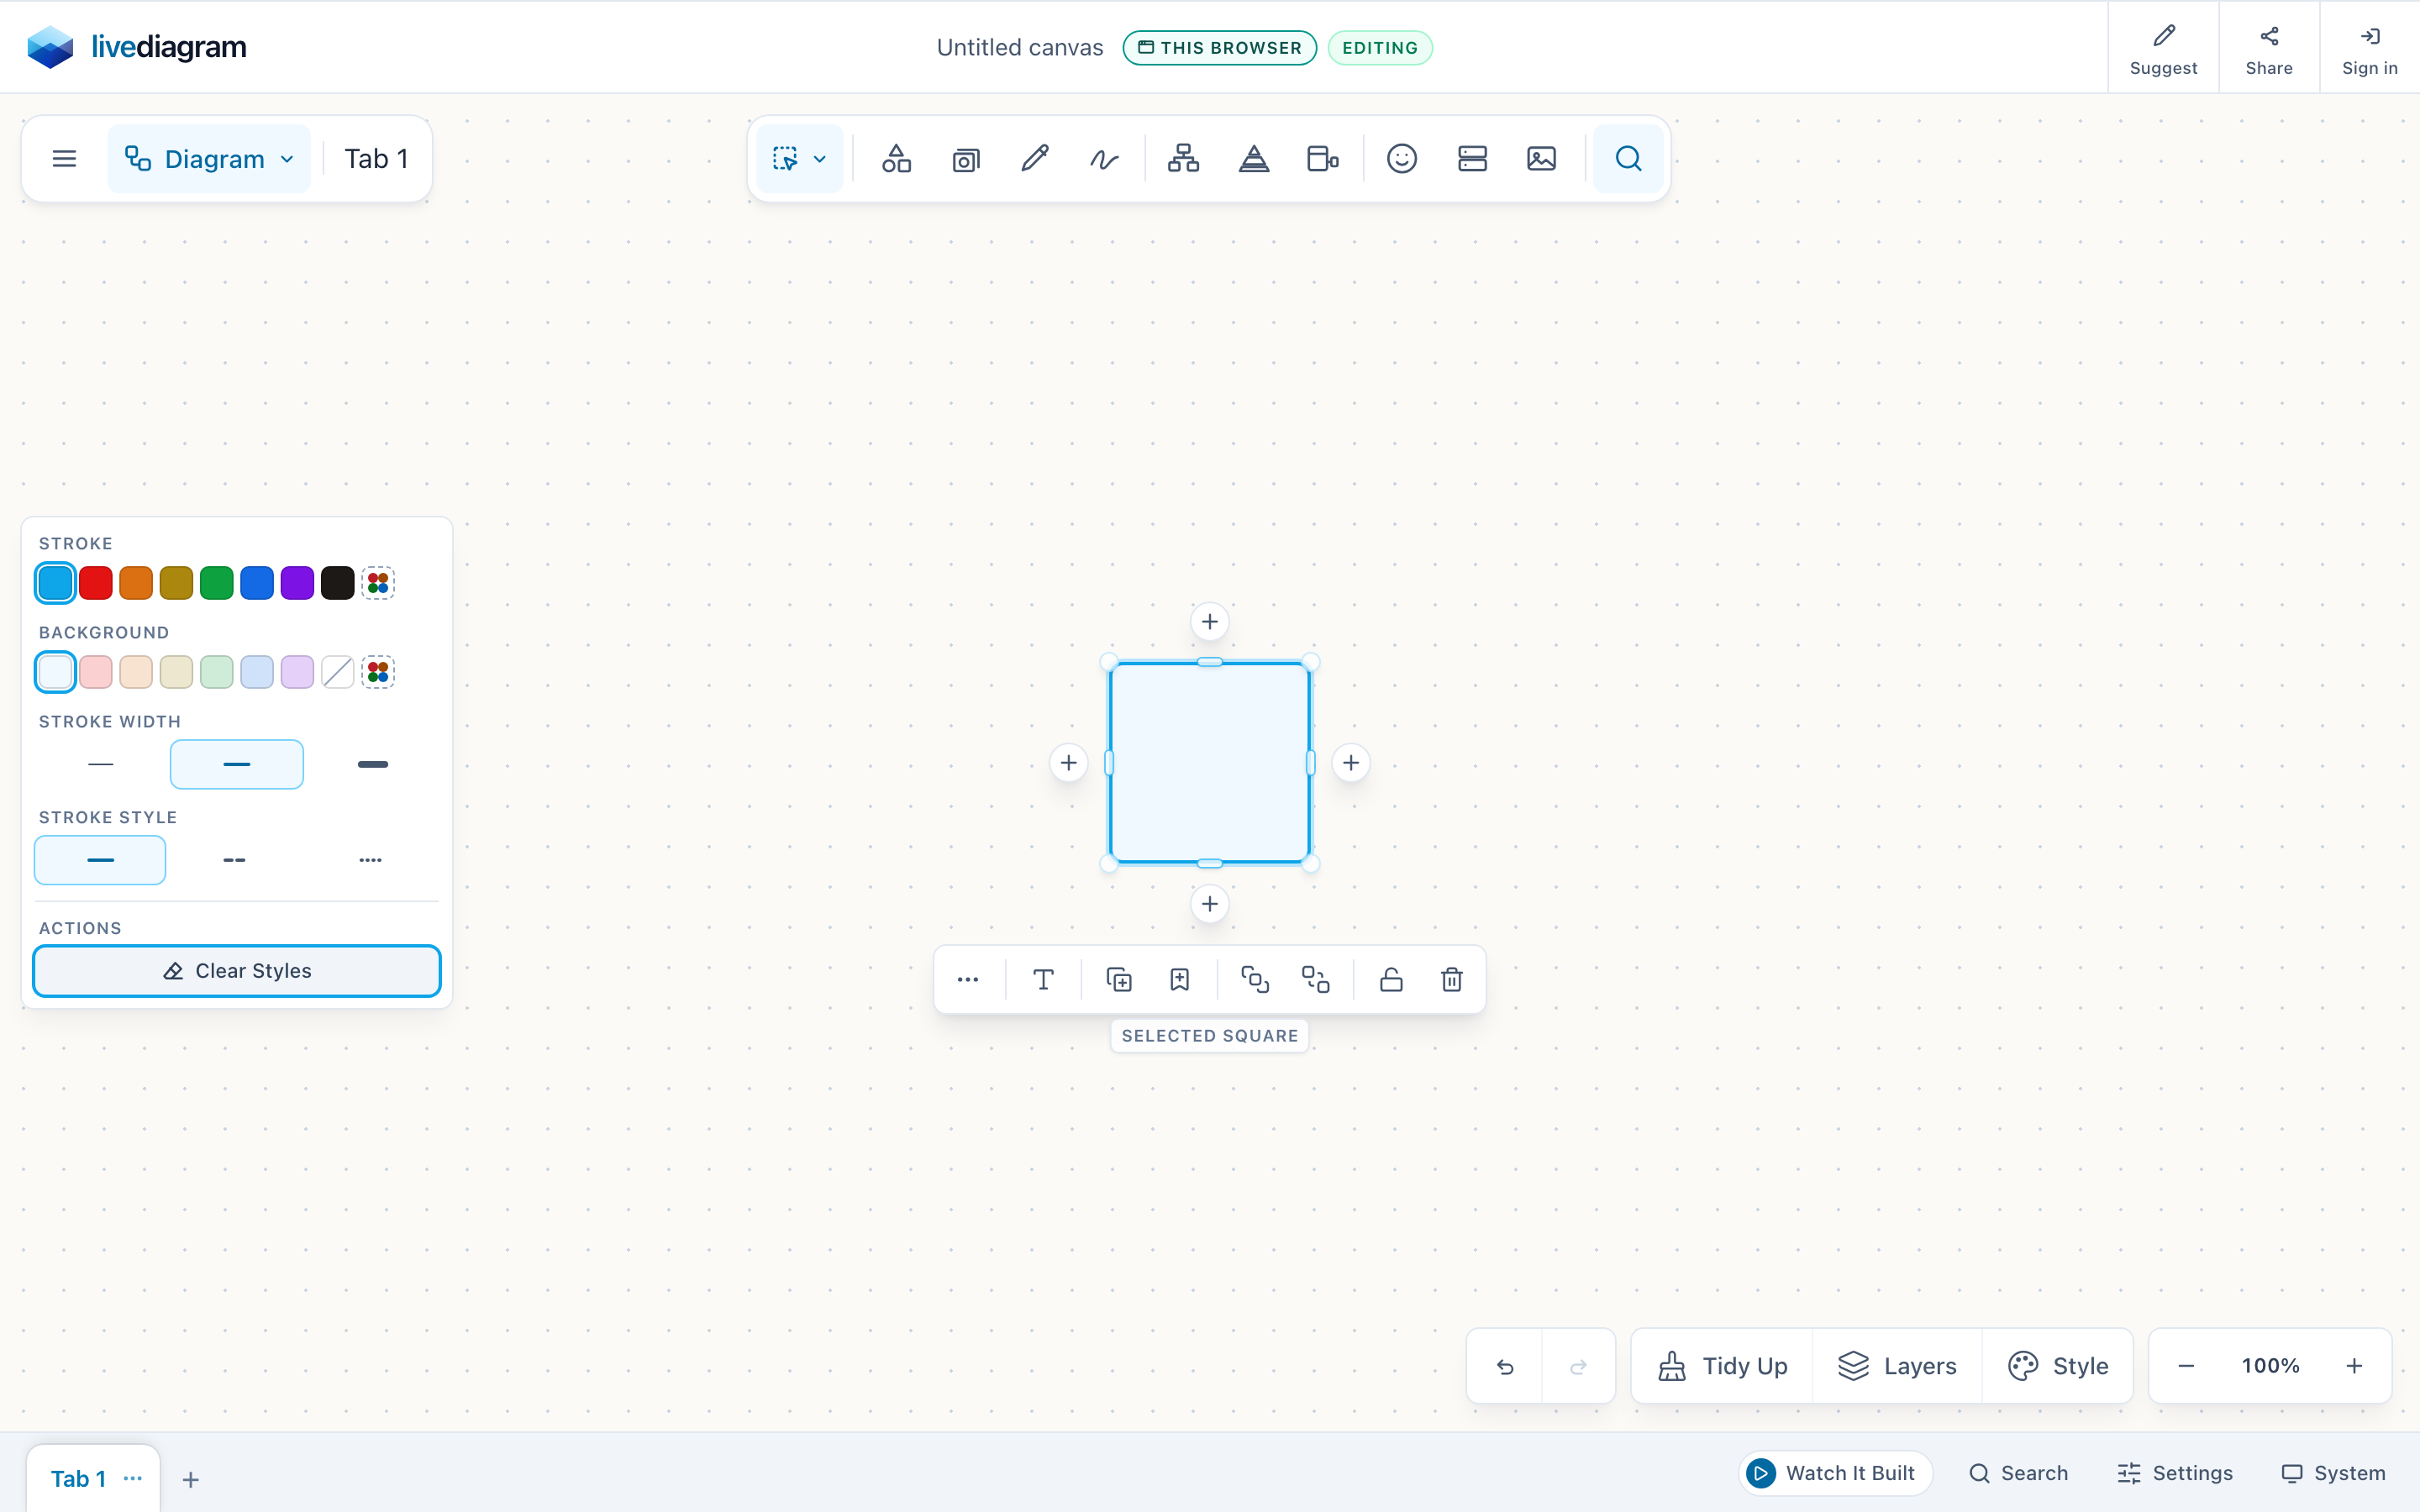 livediagram
Untitled canvas
THIS BROWSER
EDITING
Suggest
Share
Sign in
Diagram
Tab 1
STROKE
BACKGROUND
STROKE WIDTH
STROKE STYLE
ACTIONS
Clear Styles
SELECTED SQUARE
Tidy Up
Layers
Style
100%
Tab 1
Watch It Built
Search
Settings
System